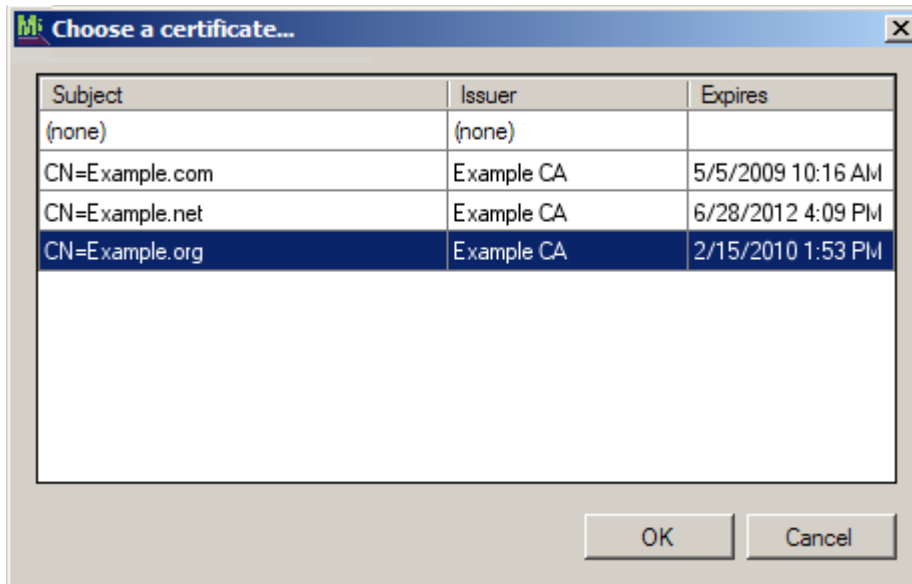 Mi Choose a certificate...
Subject Issuer Expires
(none) (none)
CN=Example.com Example CA 5/5/2009 10:16 AM
CN=Example.net Example CA 6/28/2012 4:09 PM
CN=Example.org Example CA 2/15/2010 1:53 PM
OK Cancel